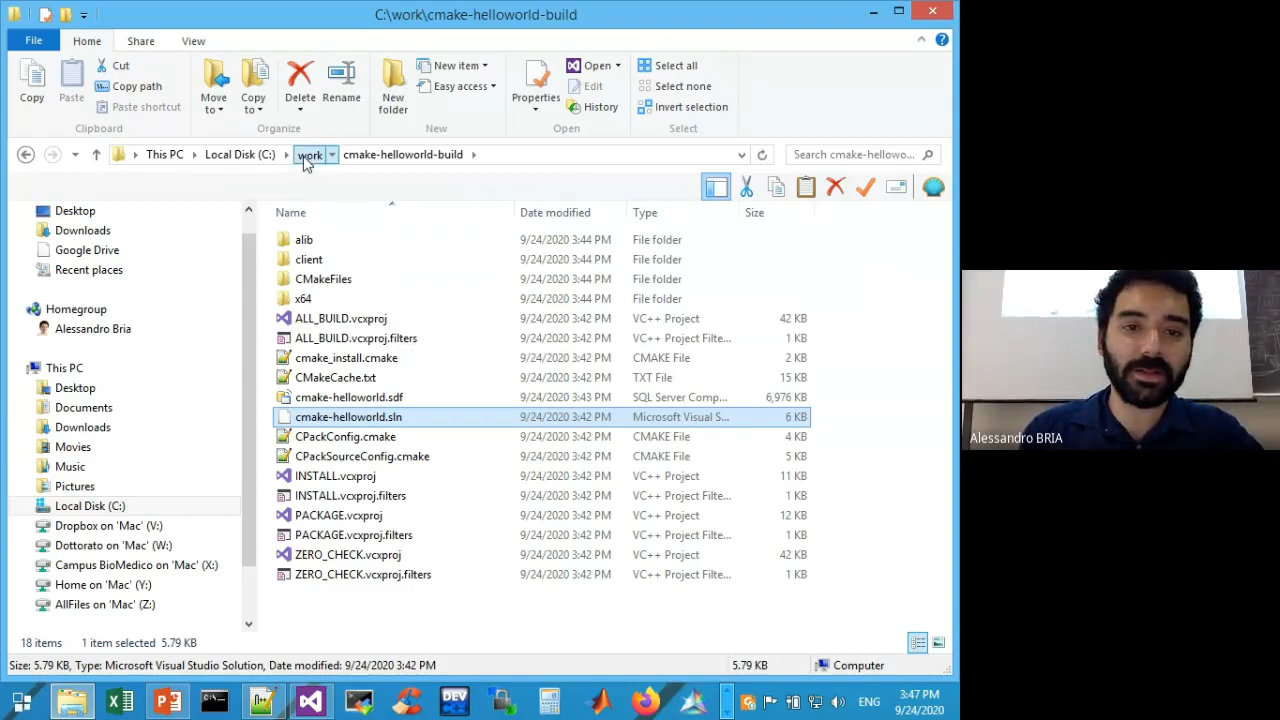 C:\work\cmake-helloworld-build
File Home Share View
Copy
Paste
Cut
Copy path
Paste shortcut
Clipboard
Move to
Copy to
Delete
Rename
Organize
New folder
New item
Easy access
New
Properties
Open
Edit
History
Open
Select all
Select none
Invert selection
Select
This PC Local Disk (C:) work cmake-helloworld-build
Search cmake-hellowo...
Desktop
Downloads
Google Drive
Recent places
Homegroup
Alessandro Bria
This PC
Desktop
Documents
Downloads
Movies
Music
Pictures
Local Disk (C:)
Dropbox on 'Mac' (V:)
Dottorato on 'Mac' (W:)
Campus BioMedico on 'Mac' (X:)
Home on 'Mac' (Y:)
AllFiles on 'Mac' (Z:)
Name Date modified Type Size
alib 9/24/2020 3:44 PM File folder
client 9/24/2020 3:44 PM File folder
CMakeFiles 9/24/2020 3:44 PM File folder
x64 9/24/2020 3:44 PM File folder
ALL_BUILD.vcxproj 9/24/2020 3:42 PM VC++ Project 42 KB
ALL_BUILD.vcxproj.filters 9/24/2020 3:42 PM VC++ Project Filte... 1 KB
cmake_install.cmake 9/24/2020 3:42 PM CMAKE File 2 KB
CMakeCache.txt 9/24/2020 3:42 PM TXT File 15 KB
cmake-helloworld.sdf 9/24/2020 3:43 PM SQL Server Comp... 6,976 KB
cmake-helloworld.sln 9/24/2020 3:42 PM Microsoft Visual S... 6 KB
CPackConfig.cmake 9/24/2020 3:42 PM CMAKE File 4 KB
CPackSourceConfig.cmake 9/24/2020 3:42 PM CMAKE File 5 KB
INSTALL.vcxproj 9/24/2020 3:42 PM VC++ Project 11 KB
INSTALL.vcxproj.filters 9/24/2020 3:42 PM VC++ Project Filte... 1 KB
PACKAGE.vcxproj 9/24/2020 3:42 PM VC++ Project 12 KB
PACKAGE.vcxproj.filters 9/24/2020 3:42 PM VC++ Project Filte... 1 KB
ZERO_CHECK.vcxproj 9/24/2020 3:42 PM VC++ Project 42 KB
ZERO_CHECK.vcxproj.filters 9/24/2020 3:42 PM VC++ Project Filte... 1 KB
18 items 1 item selected 5.79 KB
Size: 5.79 KB, Type: Microsoft Visual Studio Solution, Date modified: 9/24/2020 3:42 PM 5.79 KB Computer
DEV
ENG
3:47 PM
9/24/2020
Alessandro BRIA